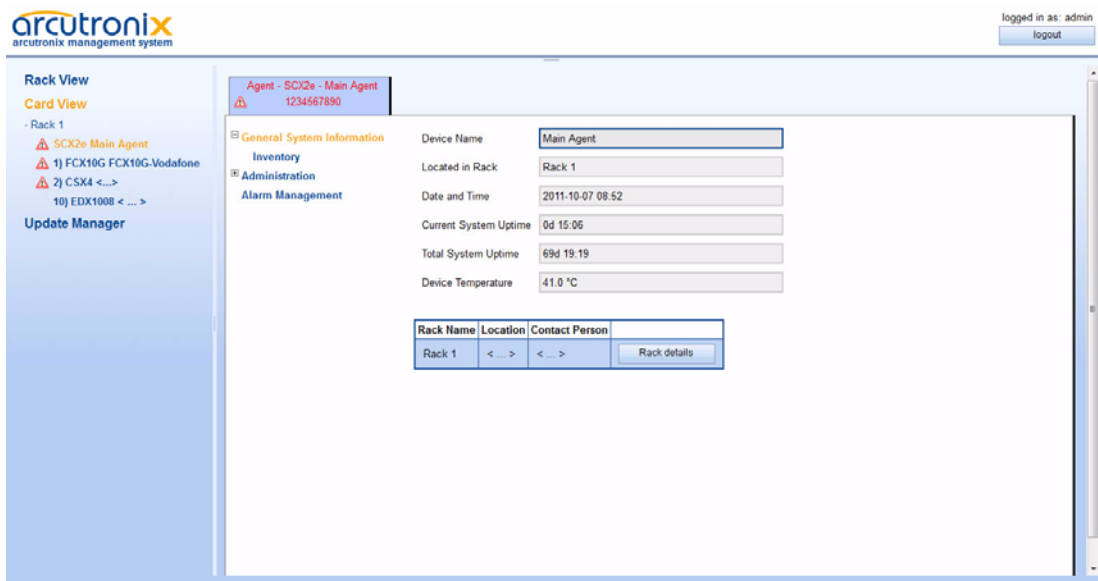 arcutronix
arcutronix management system
logged in as: admin
logout
Rack View
Card View
- Rack 1
SCX2e Main Agent
1) FCX10G FCX10G-Vodafone
2) CSX4 <...>
10) EDX1008 < ... >
Update Manager
Agent - SCX2e - Main Agent
1234567890
General System Information
Inventory
Administration
Alarm Management
Device Name Main Agent
Located in Rack Rack 1
Date and Time 2011-10-07 08:52
Current System Uptime 0d 15:06
Total System Uptime 69d 19:19
Device Temperature 41.0 °C
Rack Name Location Contact Person
Rack 1 < ... > < ... > Rack details